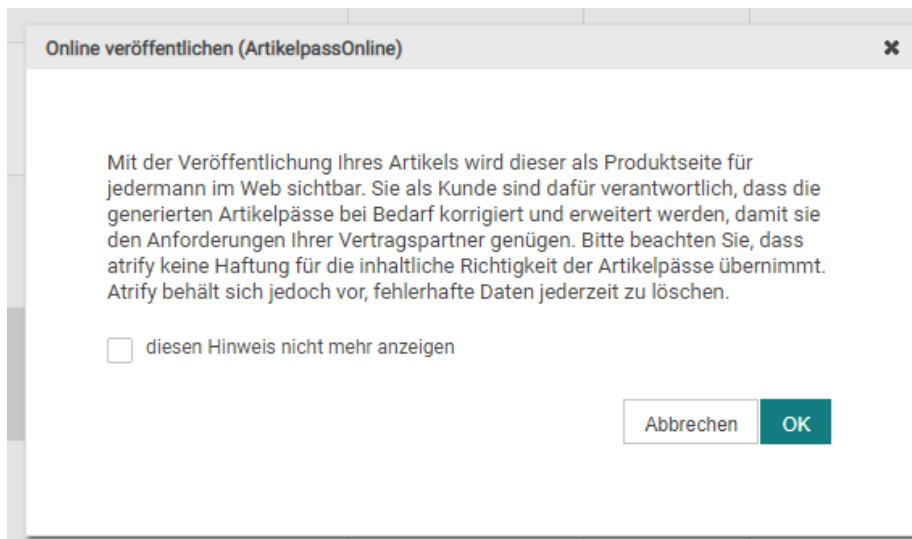 Online veröffentlichen (ArtikelpassOnline)
Mit der Veröffentlichung Ihres Artikels wird dieser als Produktseite für
jedermann im Web sichtbar. Sie als Kunde sind dafür verantwortlich, dass die
generierten Artikelpässe bei Bedarf korrigiert und erweitert werden, damit sie
den Anforderungen Ihrer Vertragspartner genügen. Bitte beachten Sie, dass
atrify keine Haftung für die inhaltliche Richtigkeit der Artikelpässe übernimmt.
Atrify behält sich jedoch vor, fehlerhafte Daten jederzeit zu löschen.
diesen Hinweis nicht mehr anzeigen
Abbrechen OK